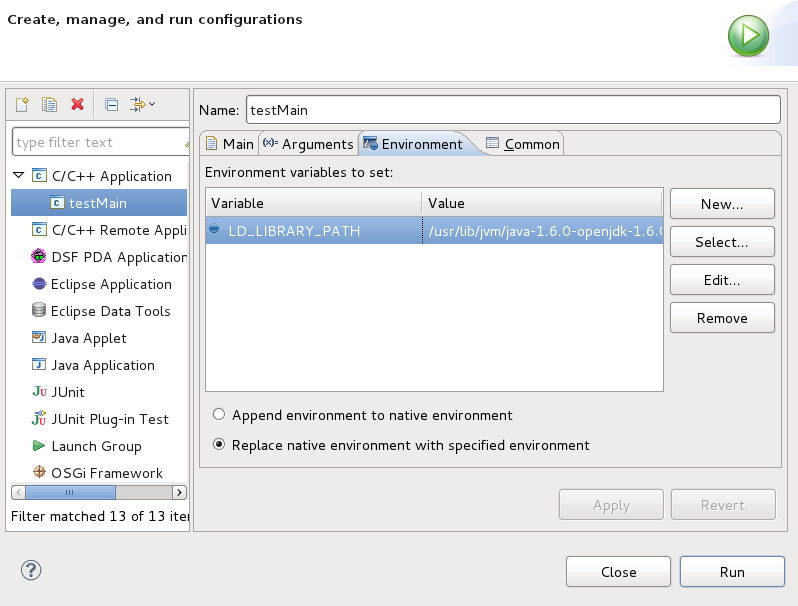 Create, manage, and run configurations
Name: testMain
type filter text
Main Arguments Environment Common
Environment variables to set:
Variable Value
LD_LIBRARY_PATH /usr/lib/jvm/java-1.6.0-openjdk-1.6.0
New...
Select...
Edit...
Remove
C/C++ Application
testMain
C/C++ Remote Appli
DSF PDA Application
Eclipse Application
Eclipse Data Tools
Java Applet
Java Application
JUnit
JUnit Plug-in Test
Launch Group
OSGi Framework
Filter matched 13 of 13 iter
Append environment to native environment
Replace native environment with specified environment
Apply Revert
Close Run